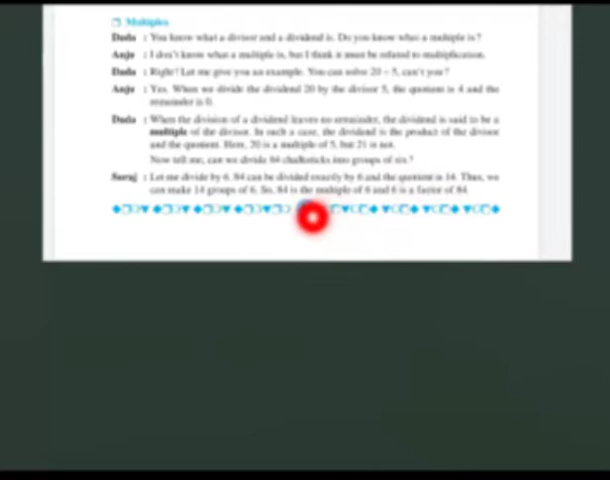 Multiples
Dada : You know what a divisor and a dividend is. Do you know what a multiple is?
Anju : I don't know what a multiple is, but I think it must be related to multiplication.
Dada : Right! Let me give you an example. You can solve 20 ÷ 5, can't you?
Anju : Yes. When we divide the dividend 20 by the divisor 5, the quotient is 4 and the
remainder is 0.
Dada : When the division of a dividend leaves no remainder, the dividend is said to be a
multiple of the divisor. In such a case, the dividend is the product of the divisor
and the quotient. Here, 20 is a multiple of 5, but 21 is not.
Now tell me, can we divide 84 chalksticks into groups of six?
Suraj : Let me divide by 6. 84 can be divided exactly by 6 and the quotient is 14. Thus, we
can make 14 groups of 6. So, 84 is the multiple of 6 and 6 is a factor of 84.